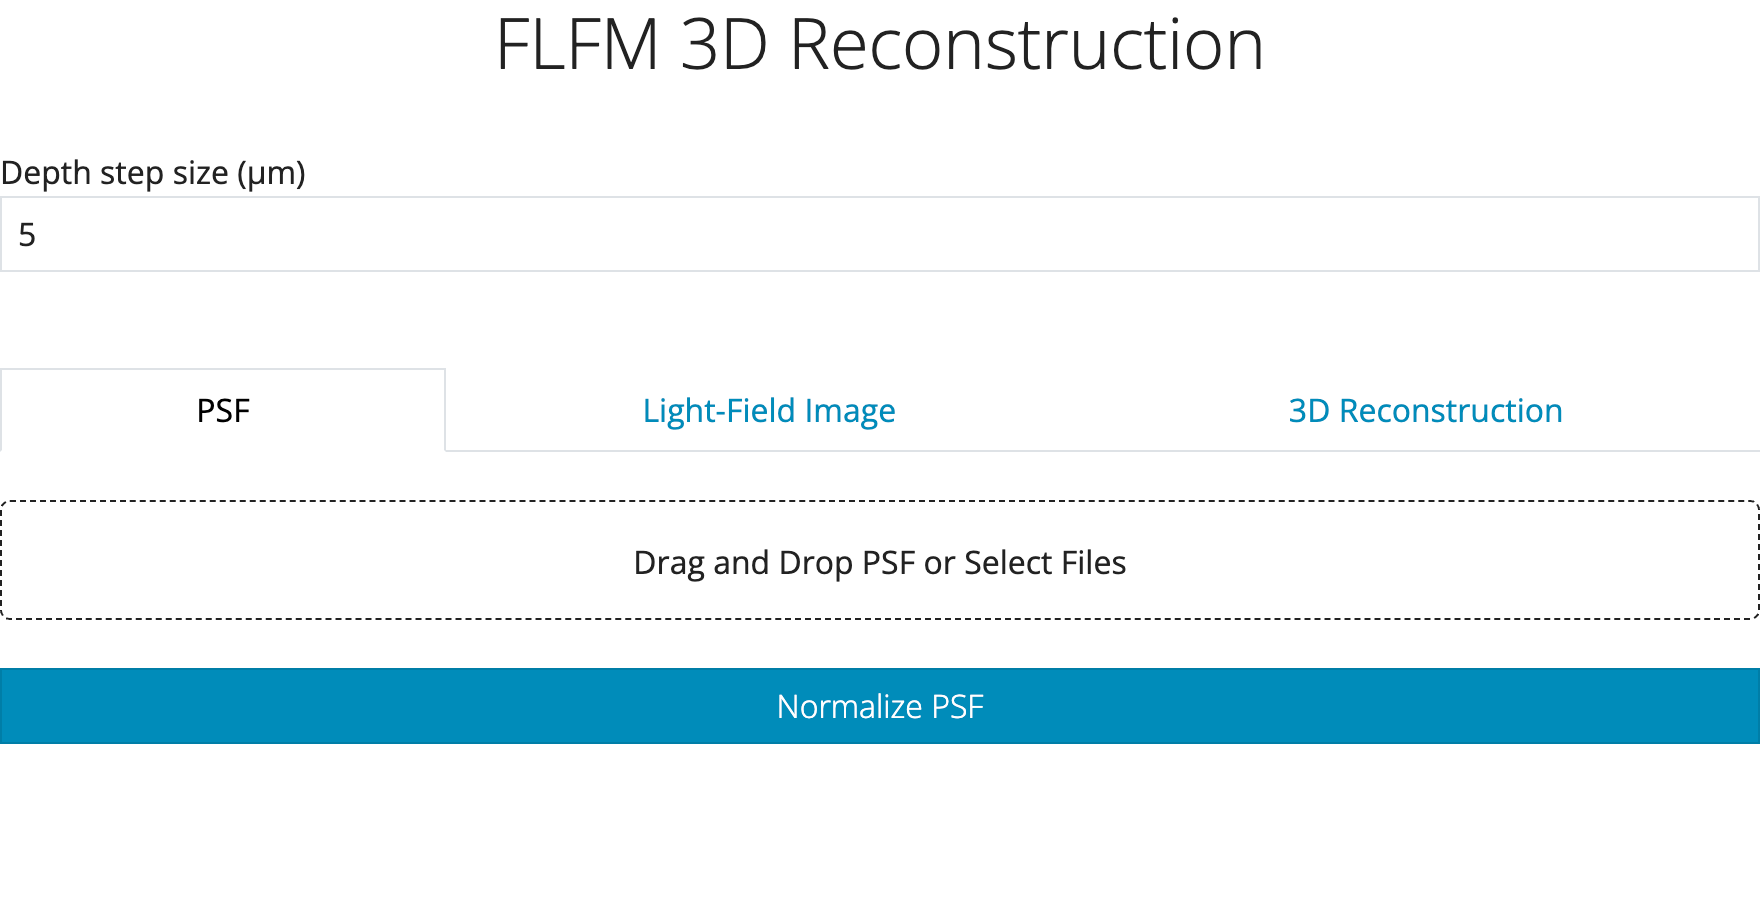 FLFM 3D Reconstruction
Depth step size (µm)
5
PSF
Light-Field Image
3D Reconstruction
Drag and Drop PSF or Select Files
Normalize PSF